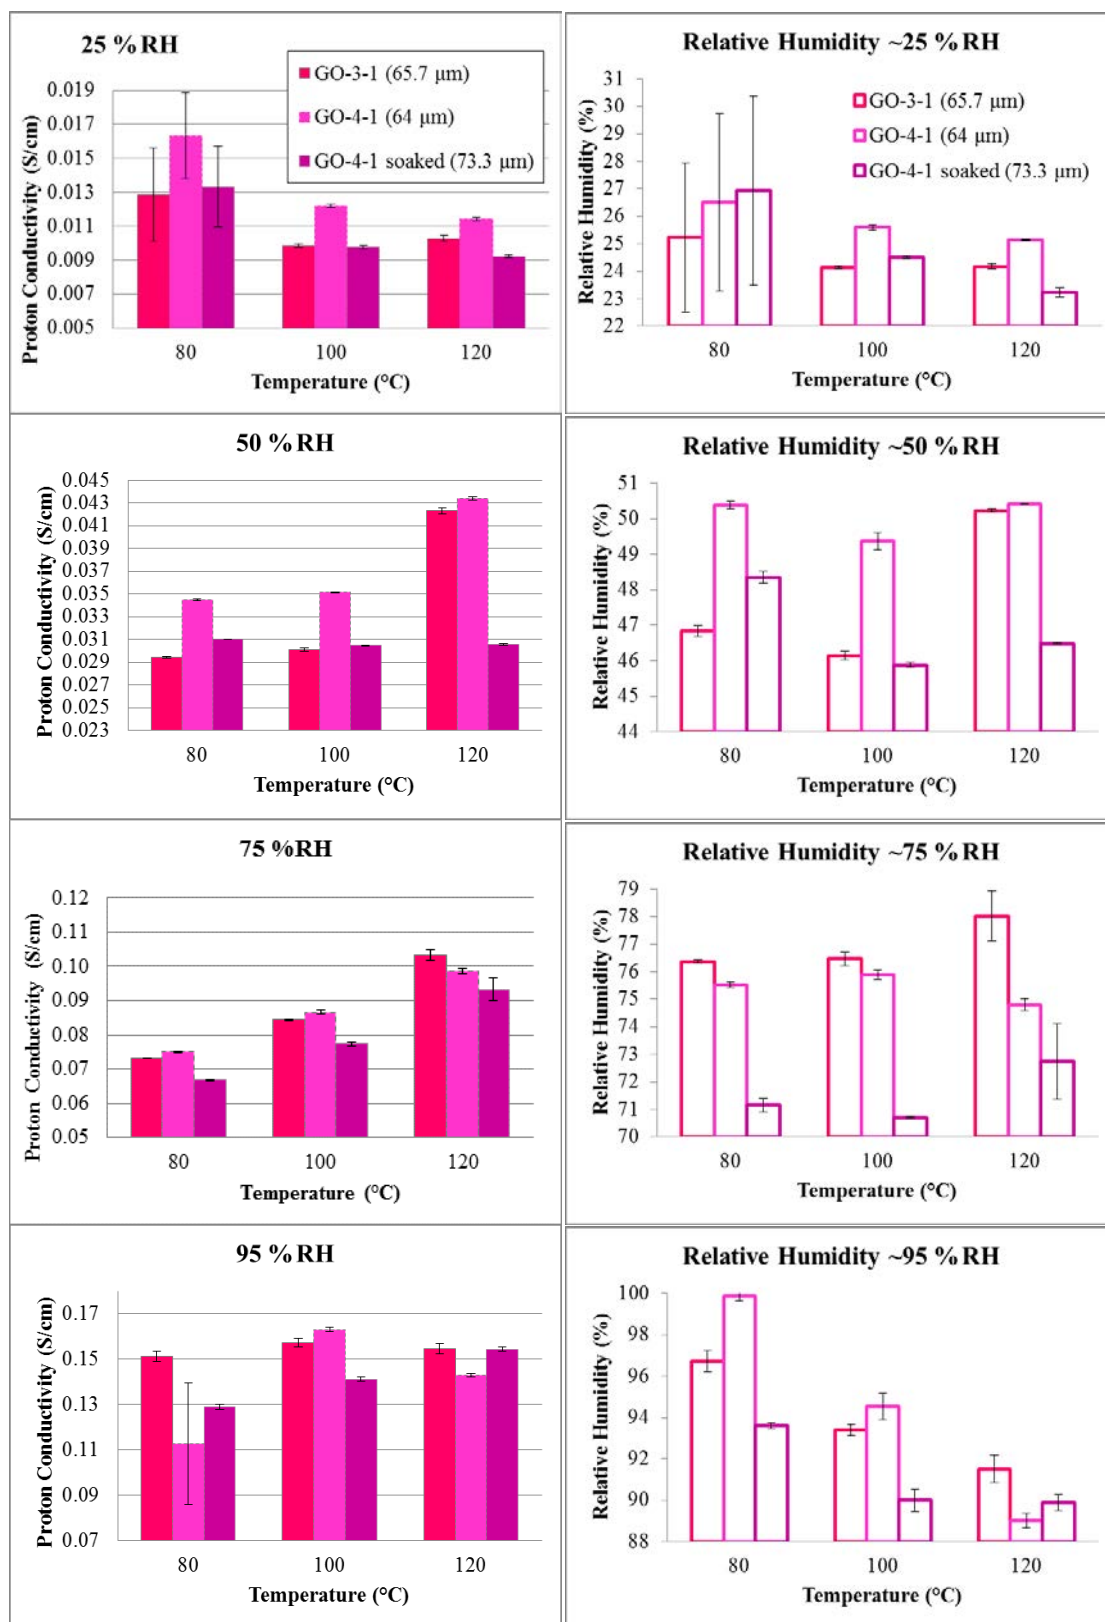 25 %RH
GO-3-1 (65.7 μm)
GO-4-1 (64 μm)
GO-4-1 soaked (73.3 μm)
Proton Conductivity (S/cm)
0.019
0.017
0.015
0.013
0.011
0.009
0.007
0.005
80 100 120
Temperature (°C)
Relative Humidity ~25 %RH
GO-3-1 (65.7 μm)
GO-4-1 (64 μm)
GO-4-1 soaked (73.3 μm)
Relative Humidity (%)
31
30
29
28
27
26
25
24
23
22
80 100 120
Temperature (°C)
50 %RH
Proton Conductivity (S/cm)
0.045
0.043
0.041
0.039
0.037
0.035
0.033
0.031
0.029
0.027
0.025
0.023
80 100 120
Temperature (°C)
Relative Humidity ~50 %RH
Relative Humidity (%)
51
50
49
48
47
46
45
44
80 100 120
Temperature (°C)
75 %RH
Proton Conductivity (S/cm)
0.12
0.11
0.10
0.09
0.08
0.07
0.06
0.05
80 100 120
Temperature (°C)
Relative Humidity ~75 %RH
Relative Humidity (%)
79
78
77
76
75
74
73
72
71
70
80 100 120
Temperature (°C)
95 %RH
Proton Conductivity (S/cm)
0.17
0.15
0.13
0.11
0.09
0.07
80 100 120
Temperature (°C)
Relative Humidity ~95 %RH
Relative Humidity (%)
100
98
96
94
92
90
88
80 100 120
Temperature (°C)